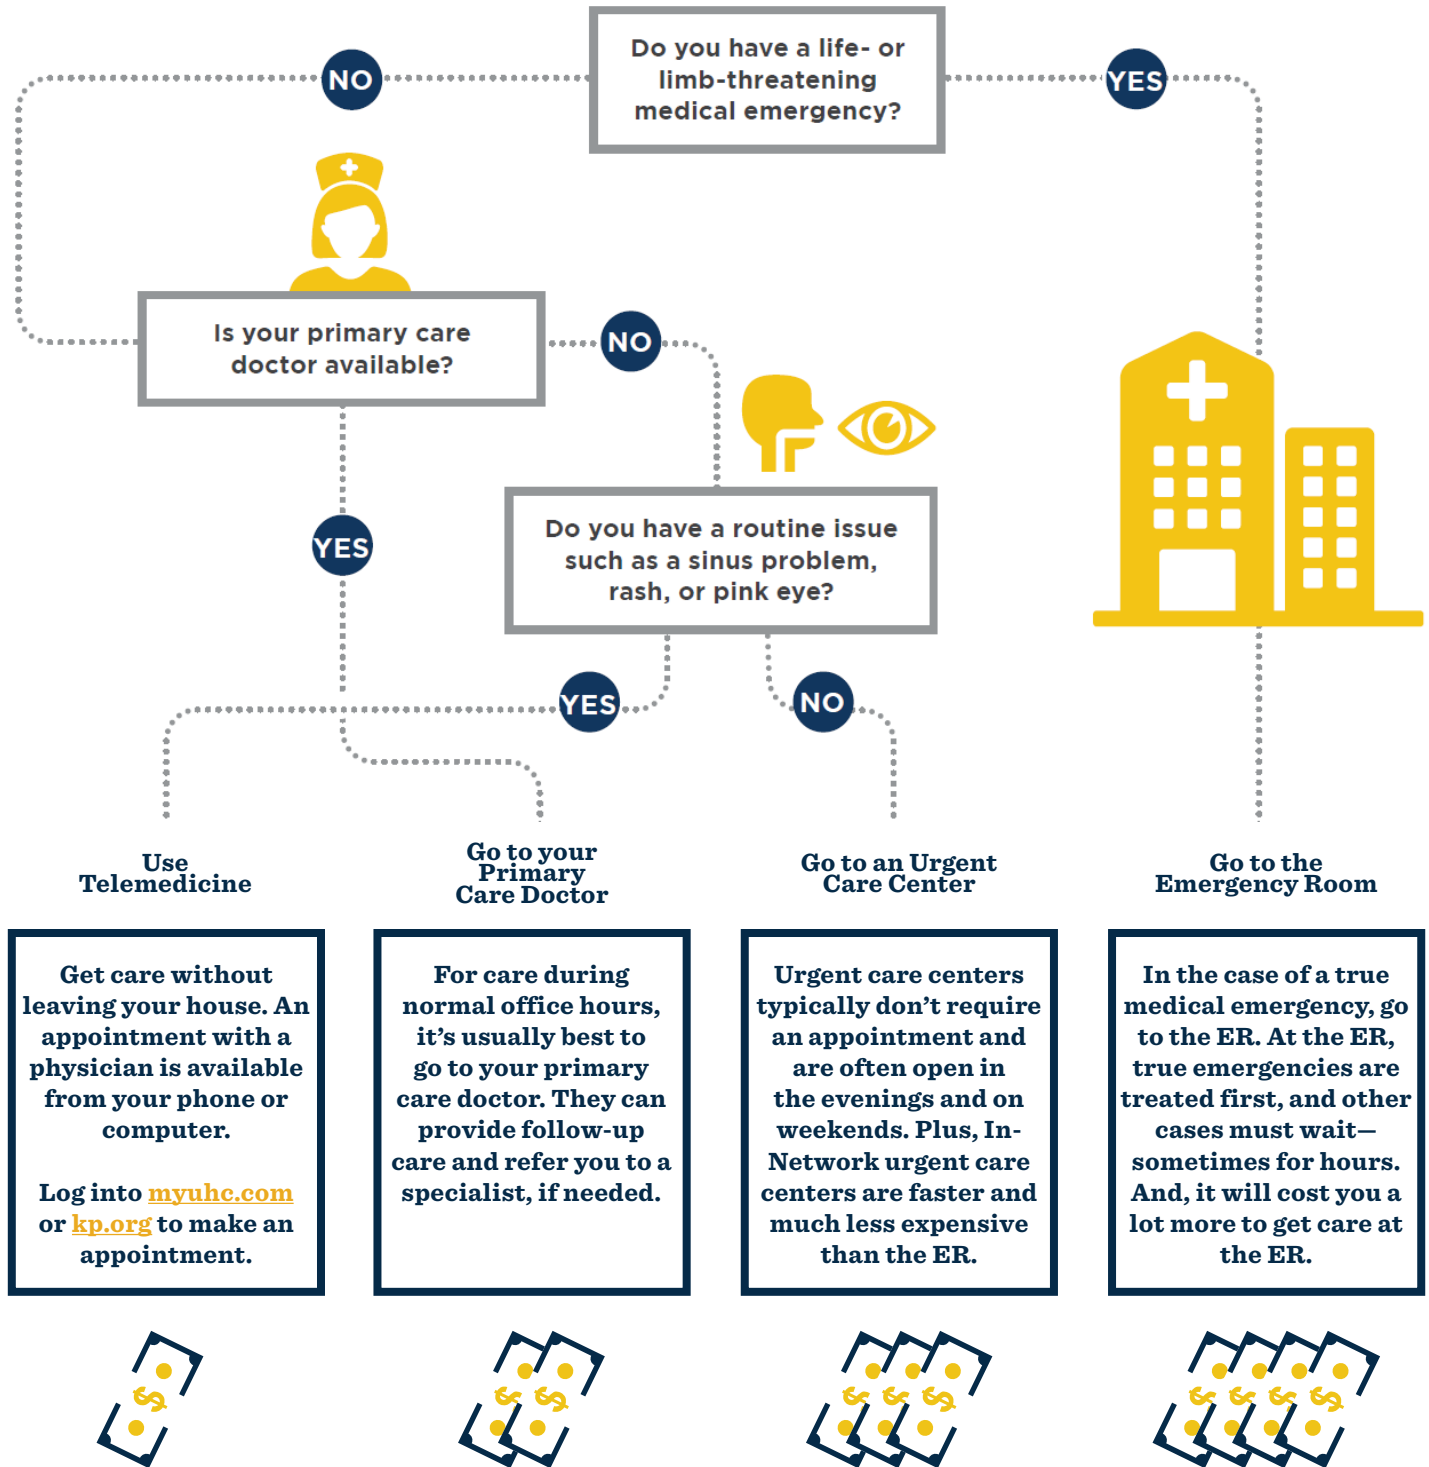 Do you have a life- or
limb-threatening
medical emergency?
NO
YES
Is your primary care
doctor available?
NO
YES
Do you have a routine issue
such as a sinus problem,
rash, or pink eye?
YES
NO
Use
Telemedicine
Get care without
leaving your house. An
appointment with a
physician is available
from your phone or
computer.
Log into myuhc.com
or kp.org to make an
appointment.
Go to your
Primary
Care Doctor
For care during
normal office hours,
it’s usually best to
go to your primary
care doctor. They can
provide follow-up
care and refer you to a
specialist, if needed.
Go to an Urgent
Care Center
Urgent care centers
typically don’t require
an appointment and
are often open in
the evenings and on
weekends. Plus, In-
Network urgent care
centers are faster and
much less expensive
than the ER.
Go to the
Emergency Room
In the case of a true
medical emergency, go
to the ER. At the ER,
true emergencies are
treated first, and other
cases must wait—
sometimes for hours.
And, it will cost you a
lot more to get care at
the ER.
$
$ $
$ $ $
$ $ $ $